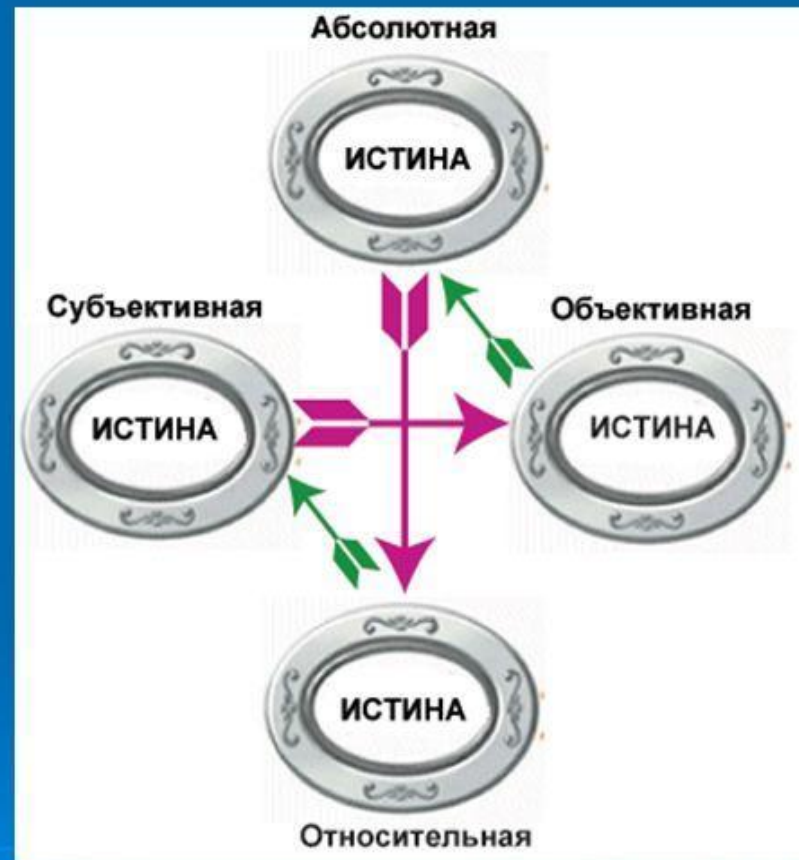 Абсолютная
ИСТИНА
Субъективная
Объективная
ИСТИНА
ИСТИНА
ИСТИНА
Относительная